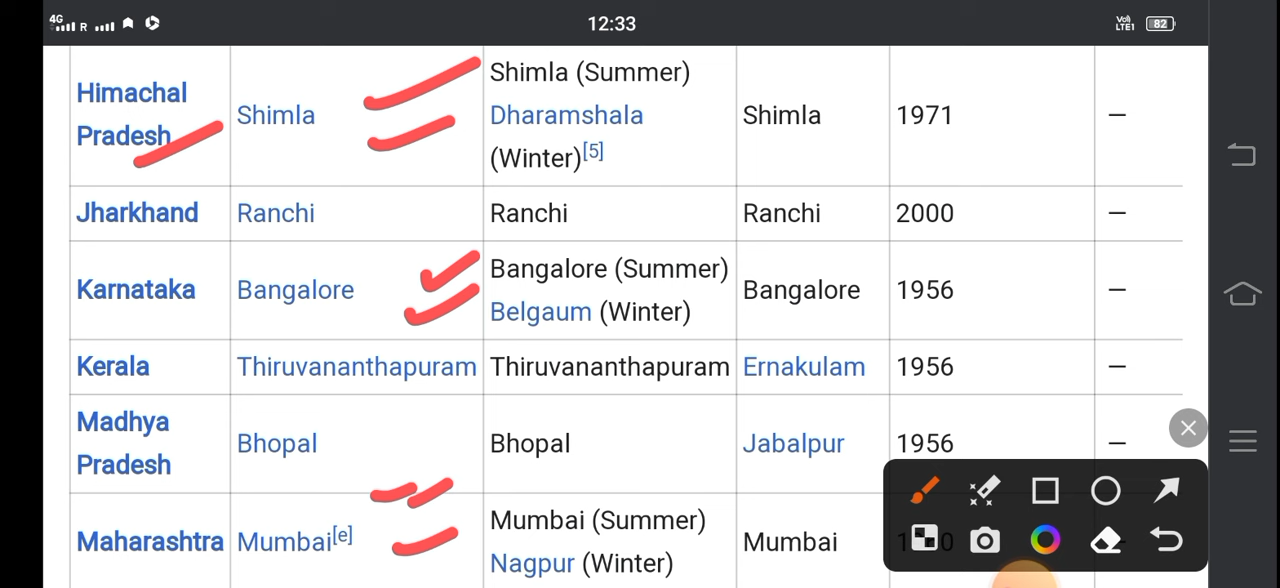 4G R 12:33 VoI LTE1 82
Himachal Pradesh Shimla Shimla (Summer) Dharamshala (Winter)[5] Shimla 1971 —
Jharkhand Ranchi Ranchi Ranchi 2000 —
Karnataka Bangalore Bangalore (Summer) Belgaum (Winter) Bangalore 1956 —
Kerala Thiruvananthapuram Thiruvananthapuram Ernakulam 1956 —
Madhya Pradesh Bhopal Bhopal Jabalpur 1956 —
Maharashtra Mumbai[e] Mumbai (Summer) Nagpur (Winter) Mumbai